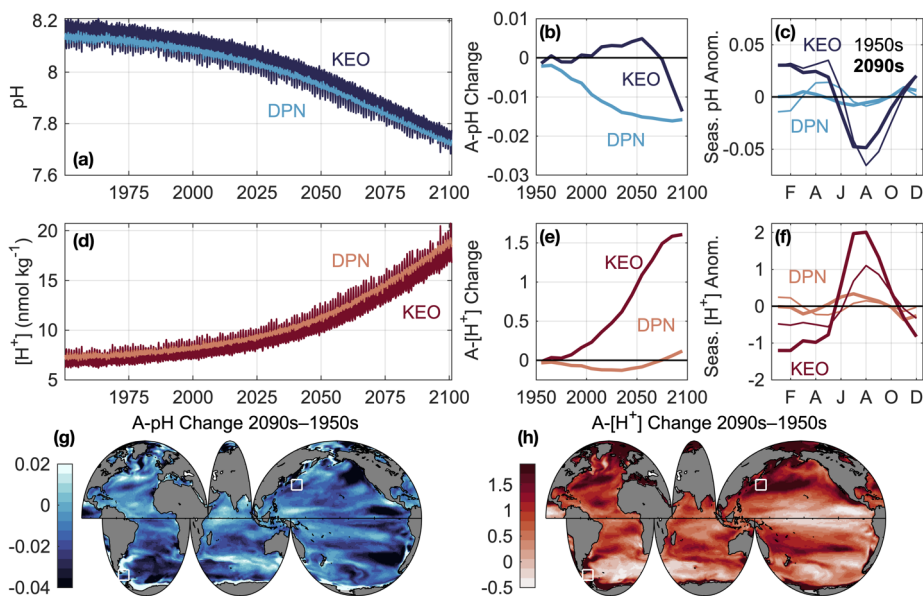 (a)
pH
8.2
8
7.8
7.6
KEO
DPN
1975 2000 2025 2050 2075 2100
(b)
A-pH Change
0.01
0
-0.01
-0.02
-0.03
KEO
DPN
1950 2000 2050 2100
(c)
Seas. pH Anom.
0.05
0
-0.05
KEO
1950s
2090s
DPN
F A J A O D
(d)
[H+] (nmol kg-1)
20
15
10
5
DPN
KEO
1975 2000 2025 2050 2075 2100
(e)
A-[H+] Change
1.5
1
0.5
0
KEO
DPN
1950 2000 2050 2100
(f)
Seas. [H+] Anom.
2
1
0
-1
-2
DPN
KEO
F A J A O D
A-pH Change 2090s–1950s
(g)
0.02
0
-0.02
-0.04
A-[H+] Change 2090s–1950s
(h)
1.5
1
0.5
0
-0.5